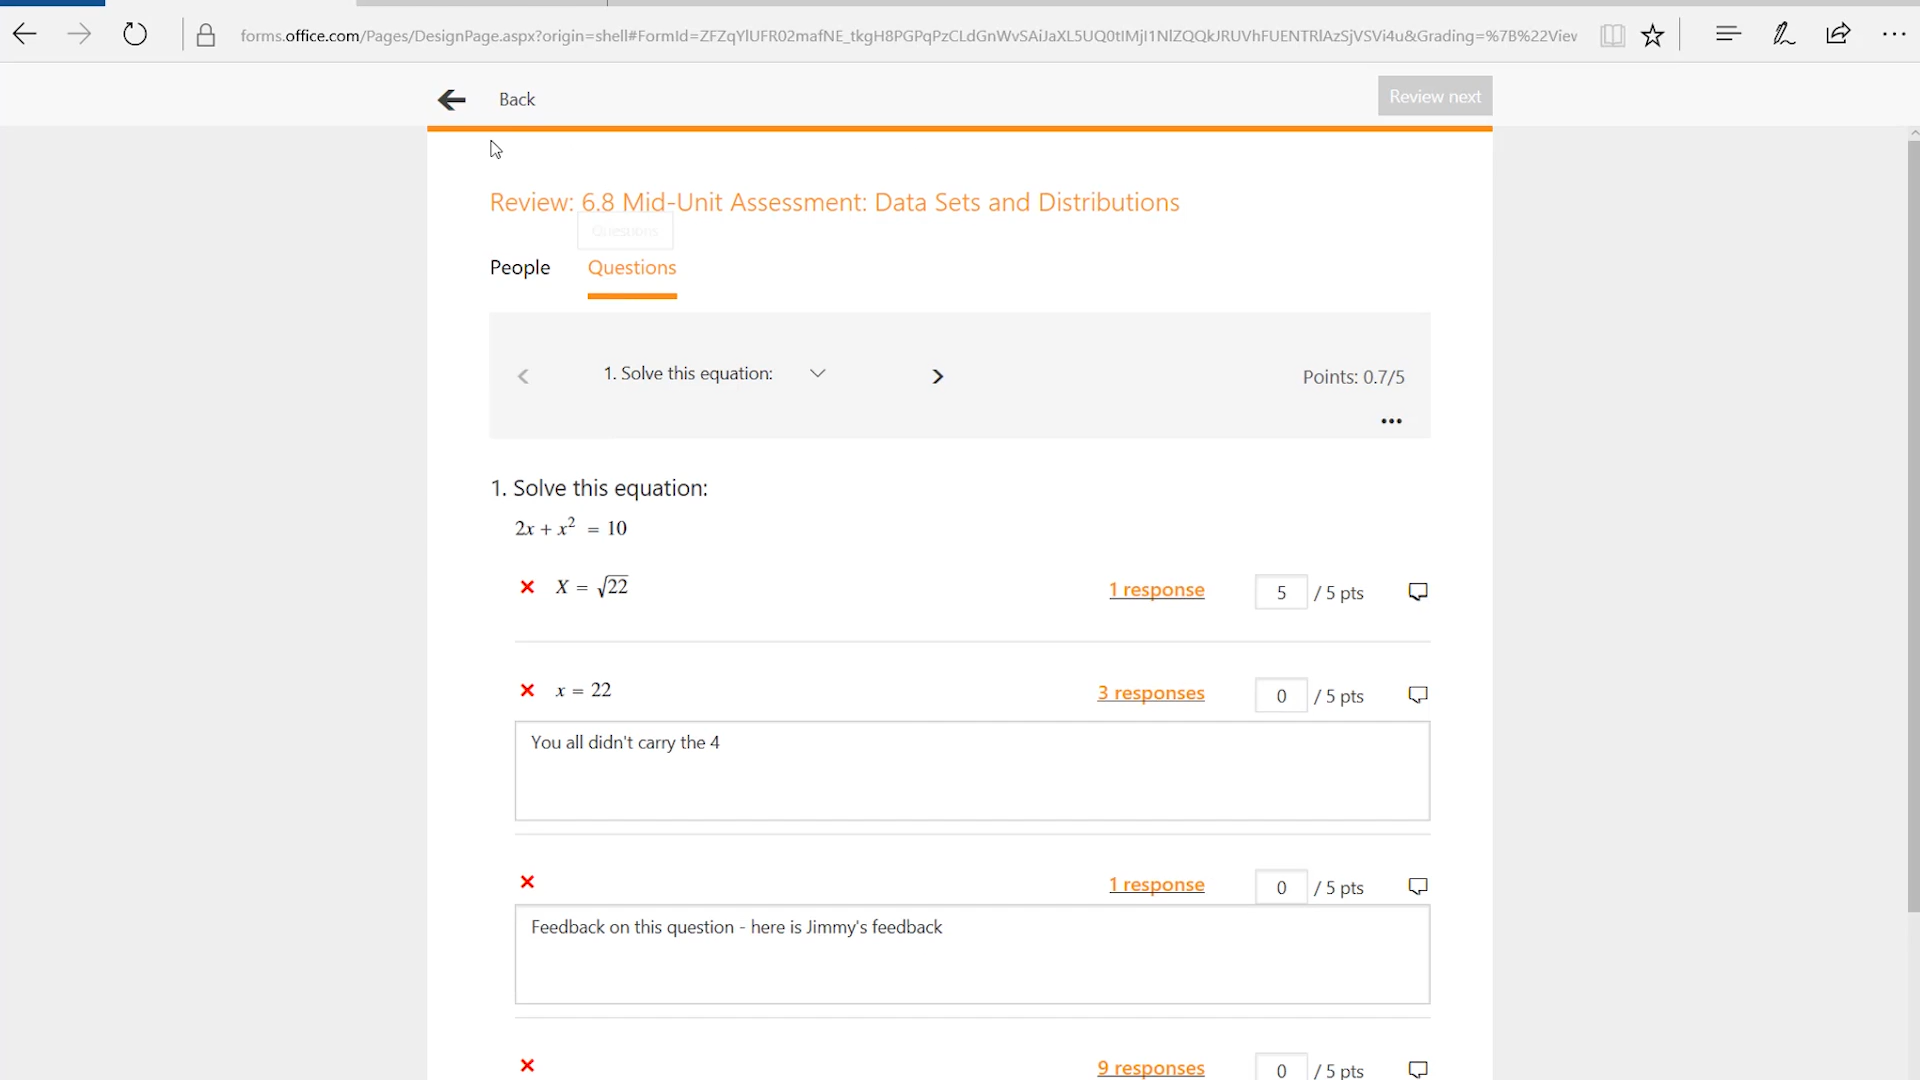 forms.office.com/Pages/DesignPage.aspx?origin=shell#FormId=ZFZqYlUFR02mafNE_tkgH8PGPqPzCLdGnWvSAiJaXL5UQ0tIMjI1NlZQQkJRUVhFUENTRlAzSjVSVi4u&Grading=%7B%22View
Back
Review next
Review: 6.8 Mid-Unit Assessment: Data Sets and Distributions
Questions
People Questions
1. Solve this equation:
Points: 0.7/5
1. Solve this equation:
2x + x² = 10
X = √22 1 response 5 / 5 pts
x = 22 3 responses 0 / 5 pts
You all didn't carry the 4
1 response 0 / 5 pts
Feedback on this question - here is Jimmy's feedback
9 responses 0 / 5 pts